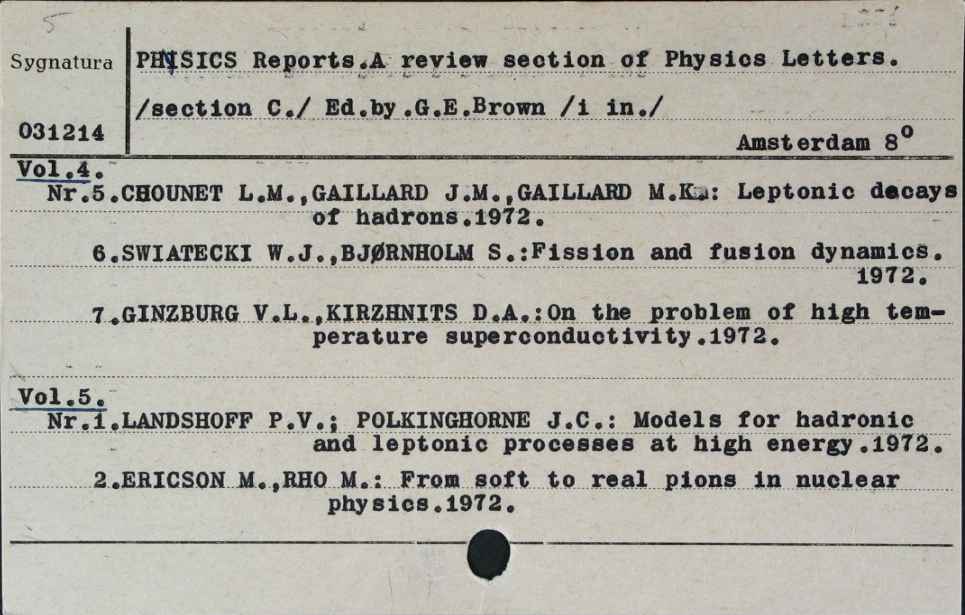 5
Sygnatura
031214
PHYSICS Reports.A review section of Physics Letters.
/section C./ Ed.by.G.E.Brown /i in./
Amsterdam 8°
Vol.4.
Nr.5.CHOUNET L.M.,GAILLARD J.M.,GAILLARD M.K.: Leptonic decays
of hadrons.1972.
6.SWIATECKI W.J.,BJØRNHOLM S.:Fission and fusion dynamics.
1972.
7.GINZBURG V.L.,KIRZHNITS D.A.:On the problem of high tem-
perature superconductivity.1972.
Vol.5.
Nr.1.LANDSHOFF P.V.; POLKINGHORNE J.C.: Models for hadronic
and leptonic processes at high energy.1972.
2.ERICSON M.,RHO M.: From soft to real pions in nuclear
physics.1972.